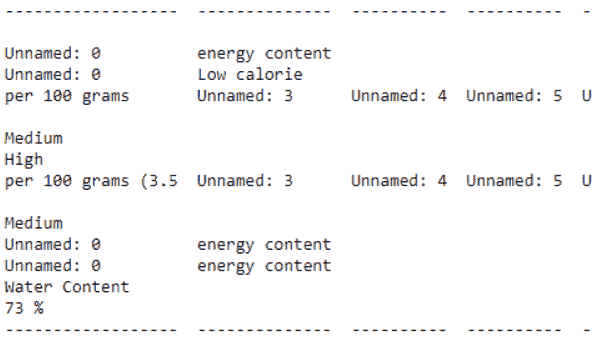 ------------------  --------------  ----------  ----------  -
Unnamed: 0          energy content
Unnamed: 0          Low calorie
per 100 grams       Unnamed: 3      Unnamed: 4  Unnamed: 5  U
Medium
High
per 100 grams (3.5  Unnamed: 3      Unnamed: 4  Unnamed: 5  U
Medium
Unnamed: 0          energy content
Unnamed: 0          energy content
Water Content
73 %
------------------  --------------  ----------  ----------  -